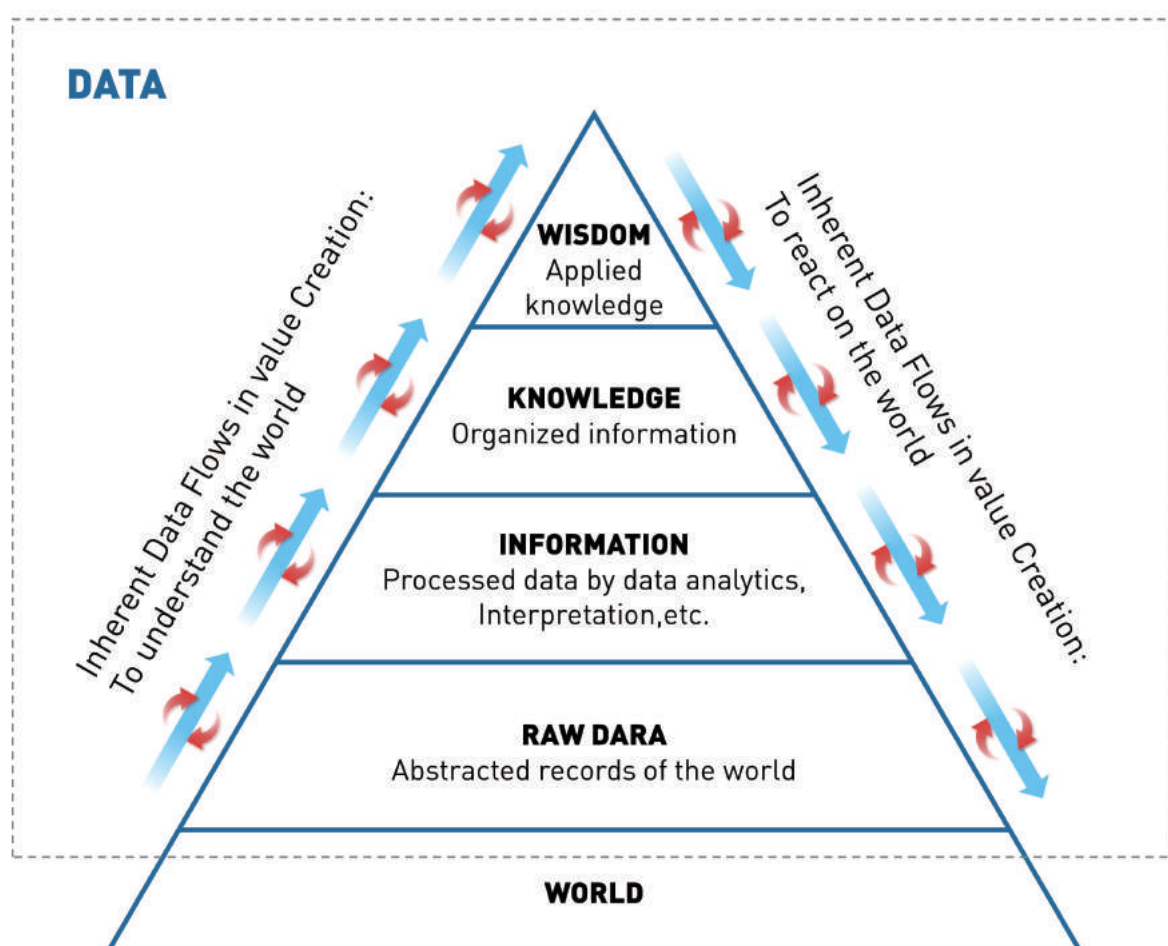 DATA
Inherent Data Flows in value Creation:
To understand the world
Inherent Data Flows in value Creation:
To react on the world
WISDOM
Applied
knowledge
KNOWLEDGE
Organized information
INFORMATION
Processed data by data analytics,
Interpretation,etc.
RAW DARA
Abstracted records of the world
WORLD